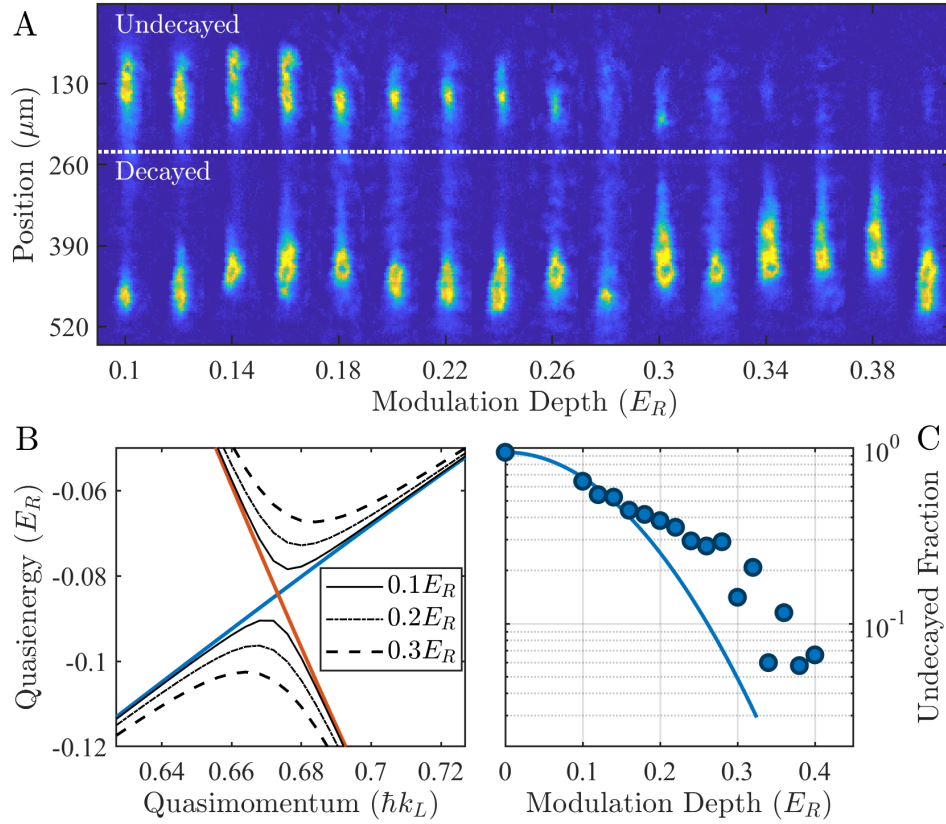 A
Undecayed
Decayed
Position (μm)
130
260
390
520
0.1 0.14 0.18 0.22 0.26 0.3 0.34 0.38
Modulation Depth (E_R)
B
Quasienergy (E_R)
-0.06
-0.08
-0.1
-0.12
0.1E_R
0.2E_R
0.3E_R
0.64 0.66 0.68 0.7 0.72
Quasimomentum (ħk_L)
C
10^0
10^-1
Undecayed Fraction
0 0.1 0.2 0.3 0.4
Modulation Depth (E_R)